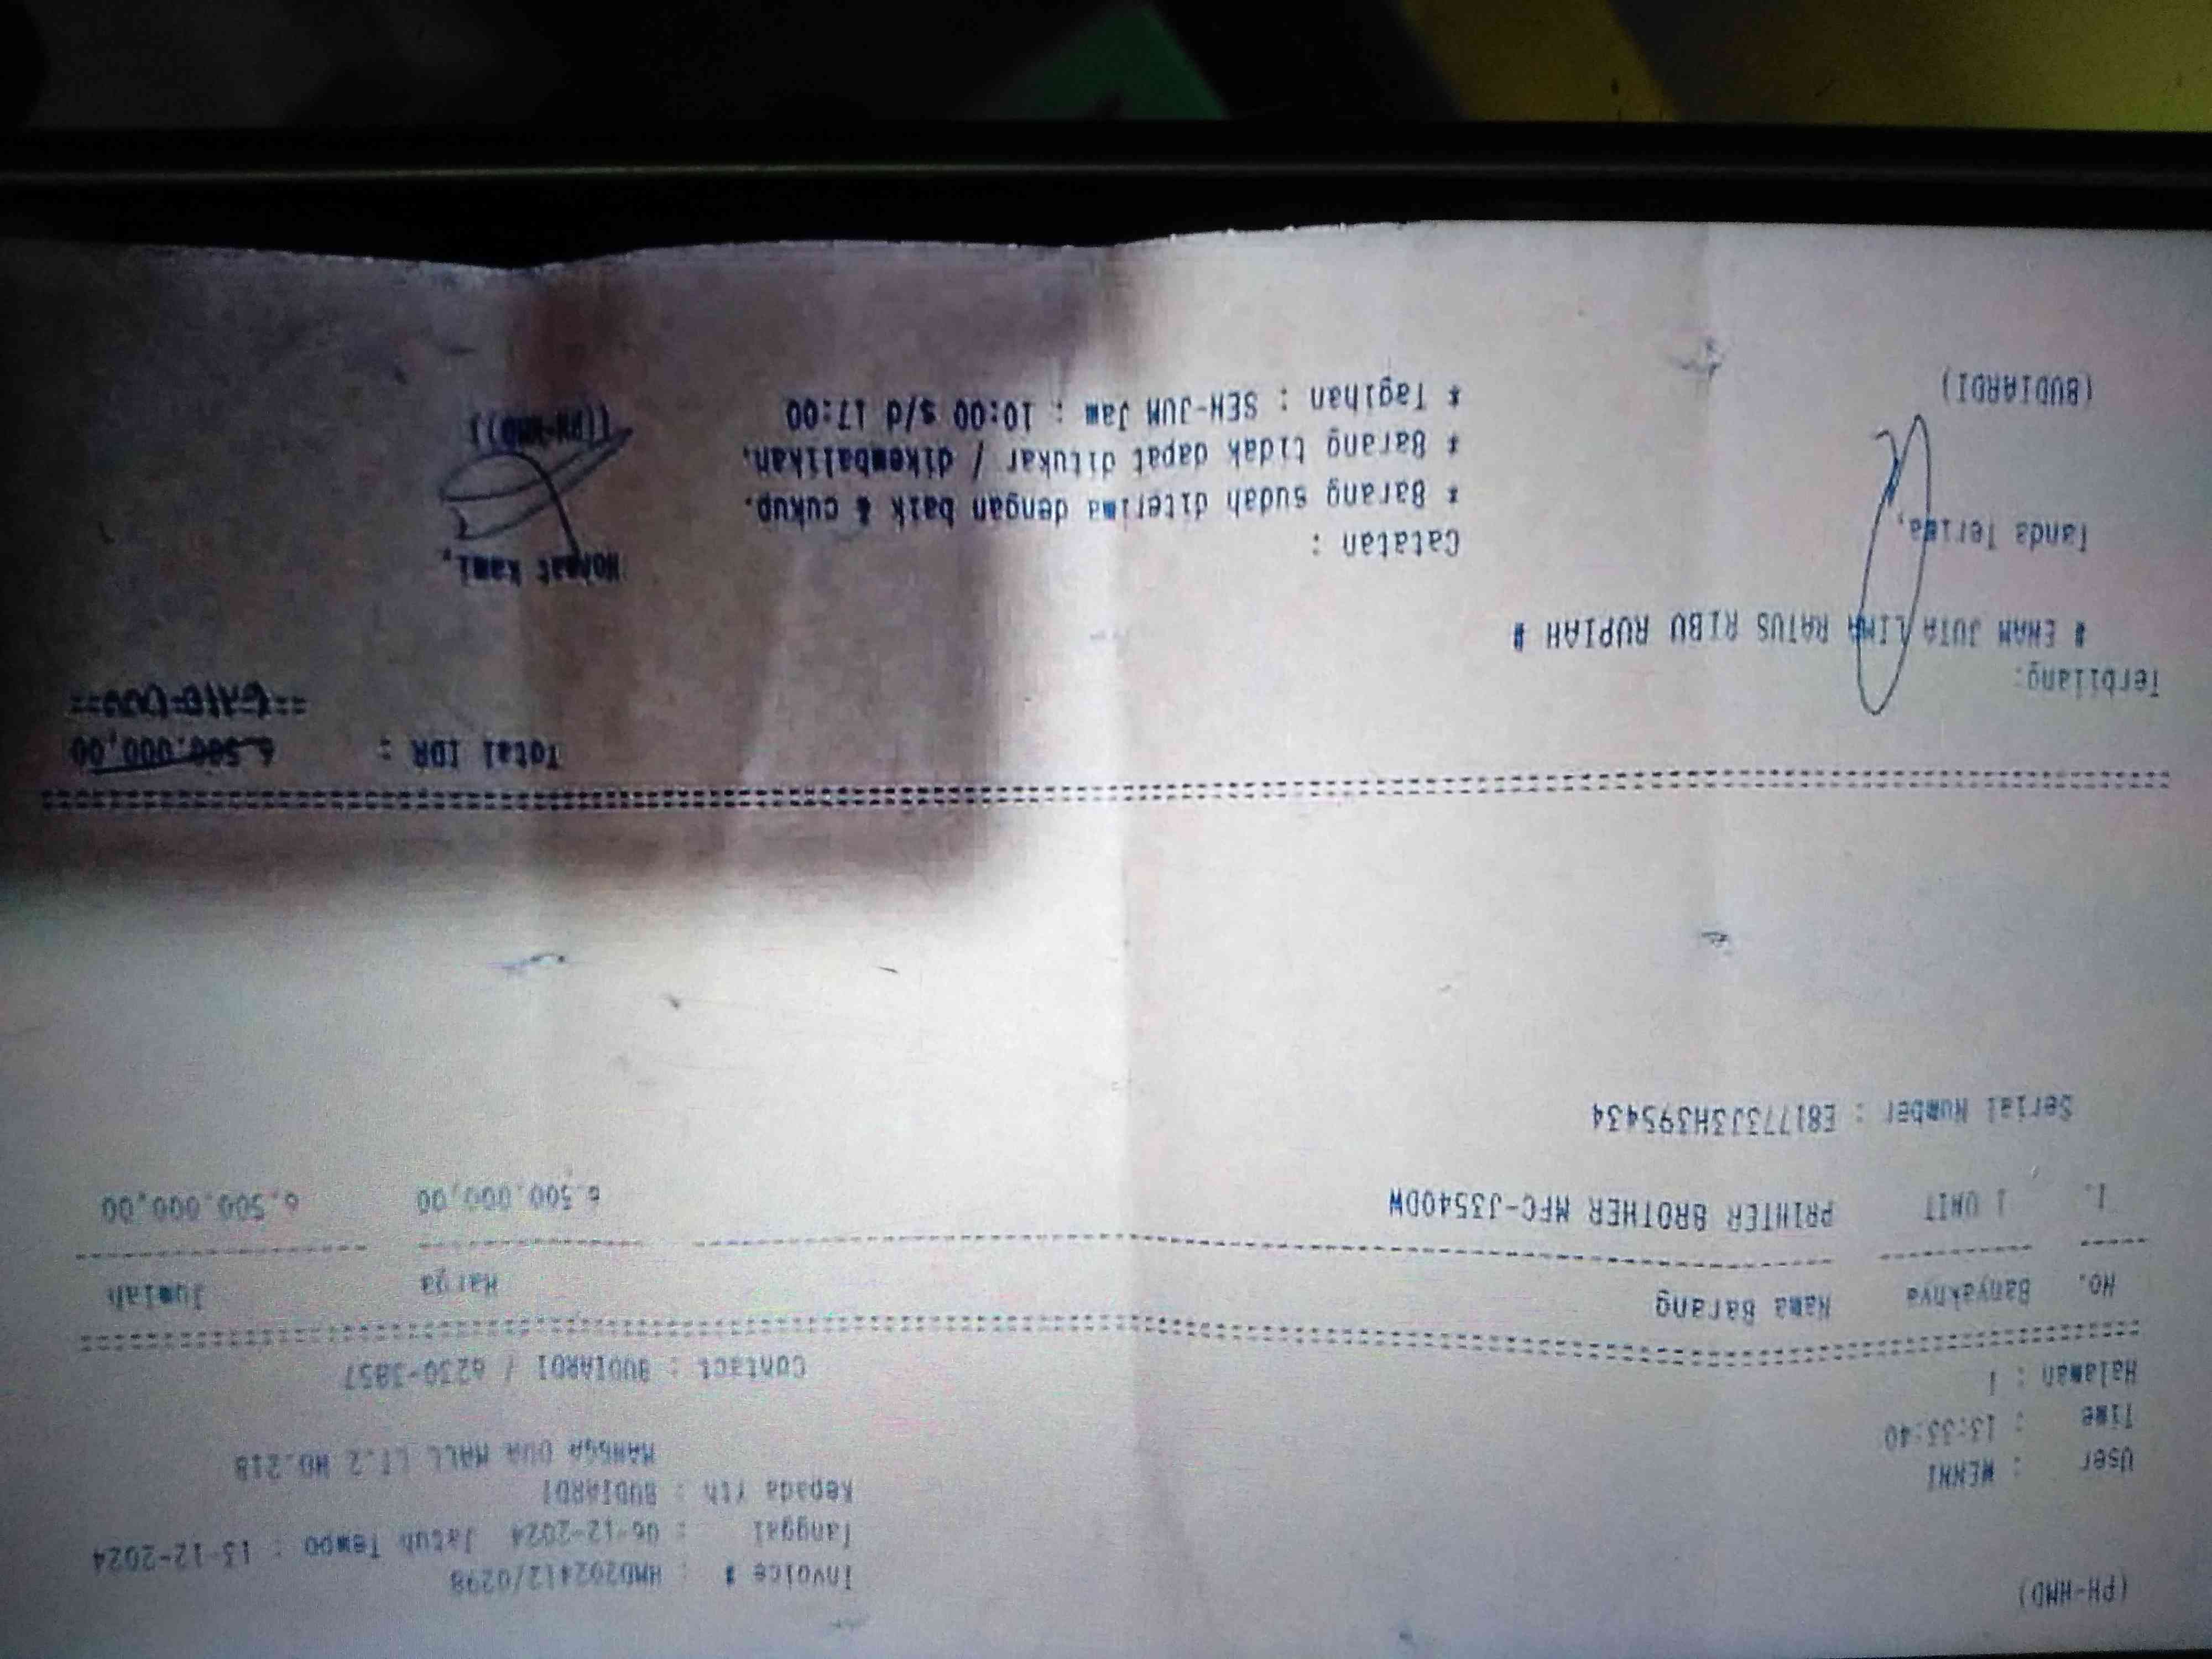 (PH-HMD)
Invoice # : HMD202412/0298
Tanggal : 06-12-2024 Jatuh Tempo : 13-12-2024
Kepada Yth : BUDIARDI
MANGGA DUA MALL LT.2 NO.21B
User : WENNI
Time : 13:33:40
Halaman : 1
Contact : BUDIARDI / 6230-3857
No. Banyaknya Nama Barang Harga Jumlah
1. 1 UNIT PRINTER BROTHER MFC-J3540DW 6.500.000,00 6.500.000,00
Serial Number : E81773J3H395434
Total IDR : 6.500.000,00
Terbilang:
# ENAM JUTA LIMA RATUS RIBU RUPIAH #
Tanda Terima,
Hormat Kami,
Catatan :
* Barang sudah diterima dengan baik & cukup.
* Barang tidak dapat ditukar / dikembalikan.
* Tagihan : SEN-JUM Jam : 10:00 s/d 17:00
(BUDIARDI)